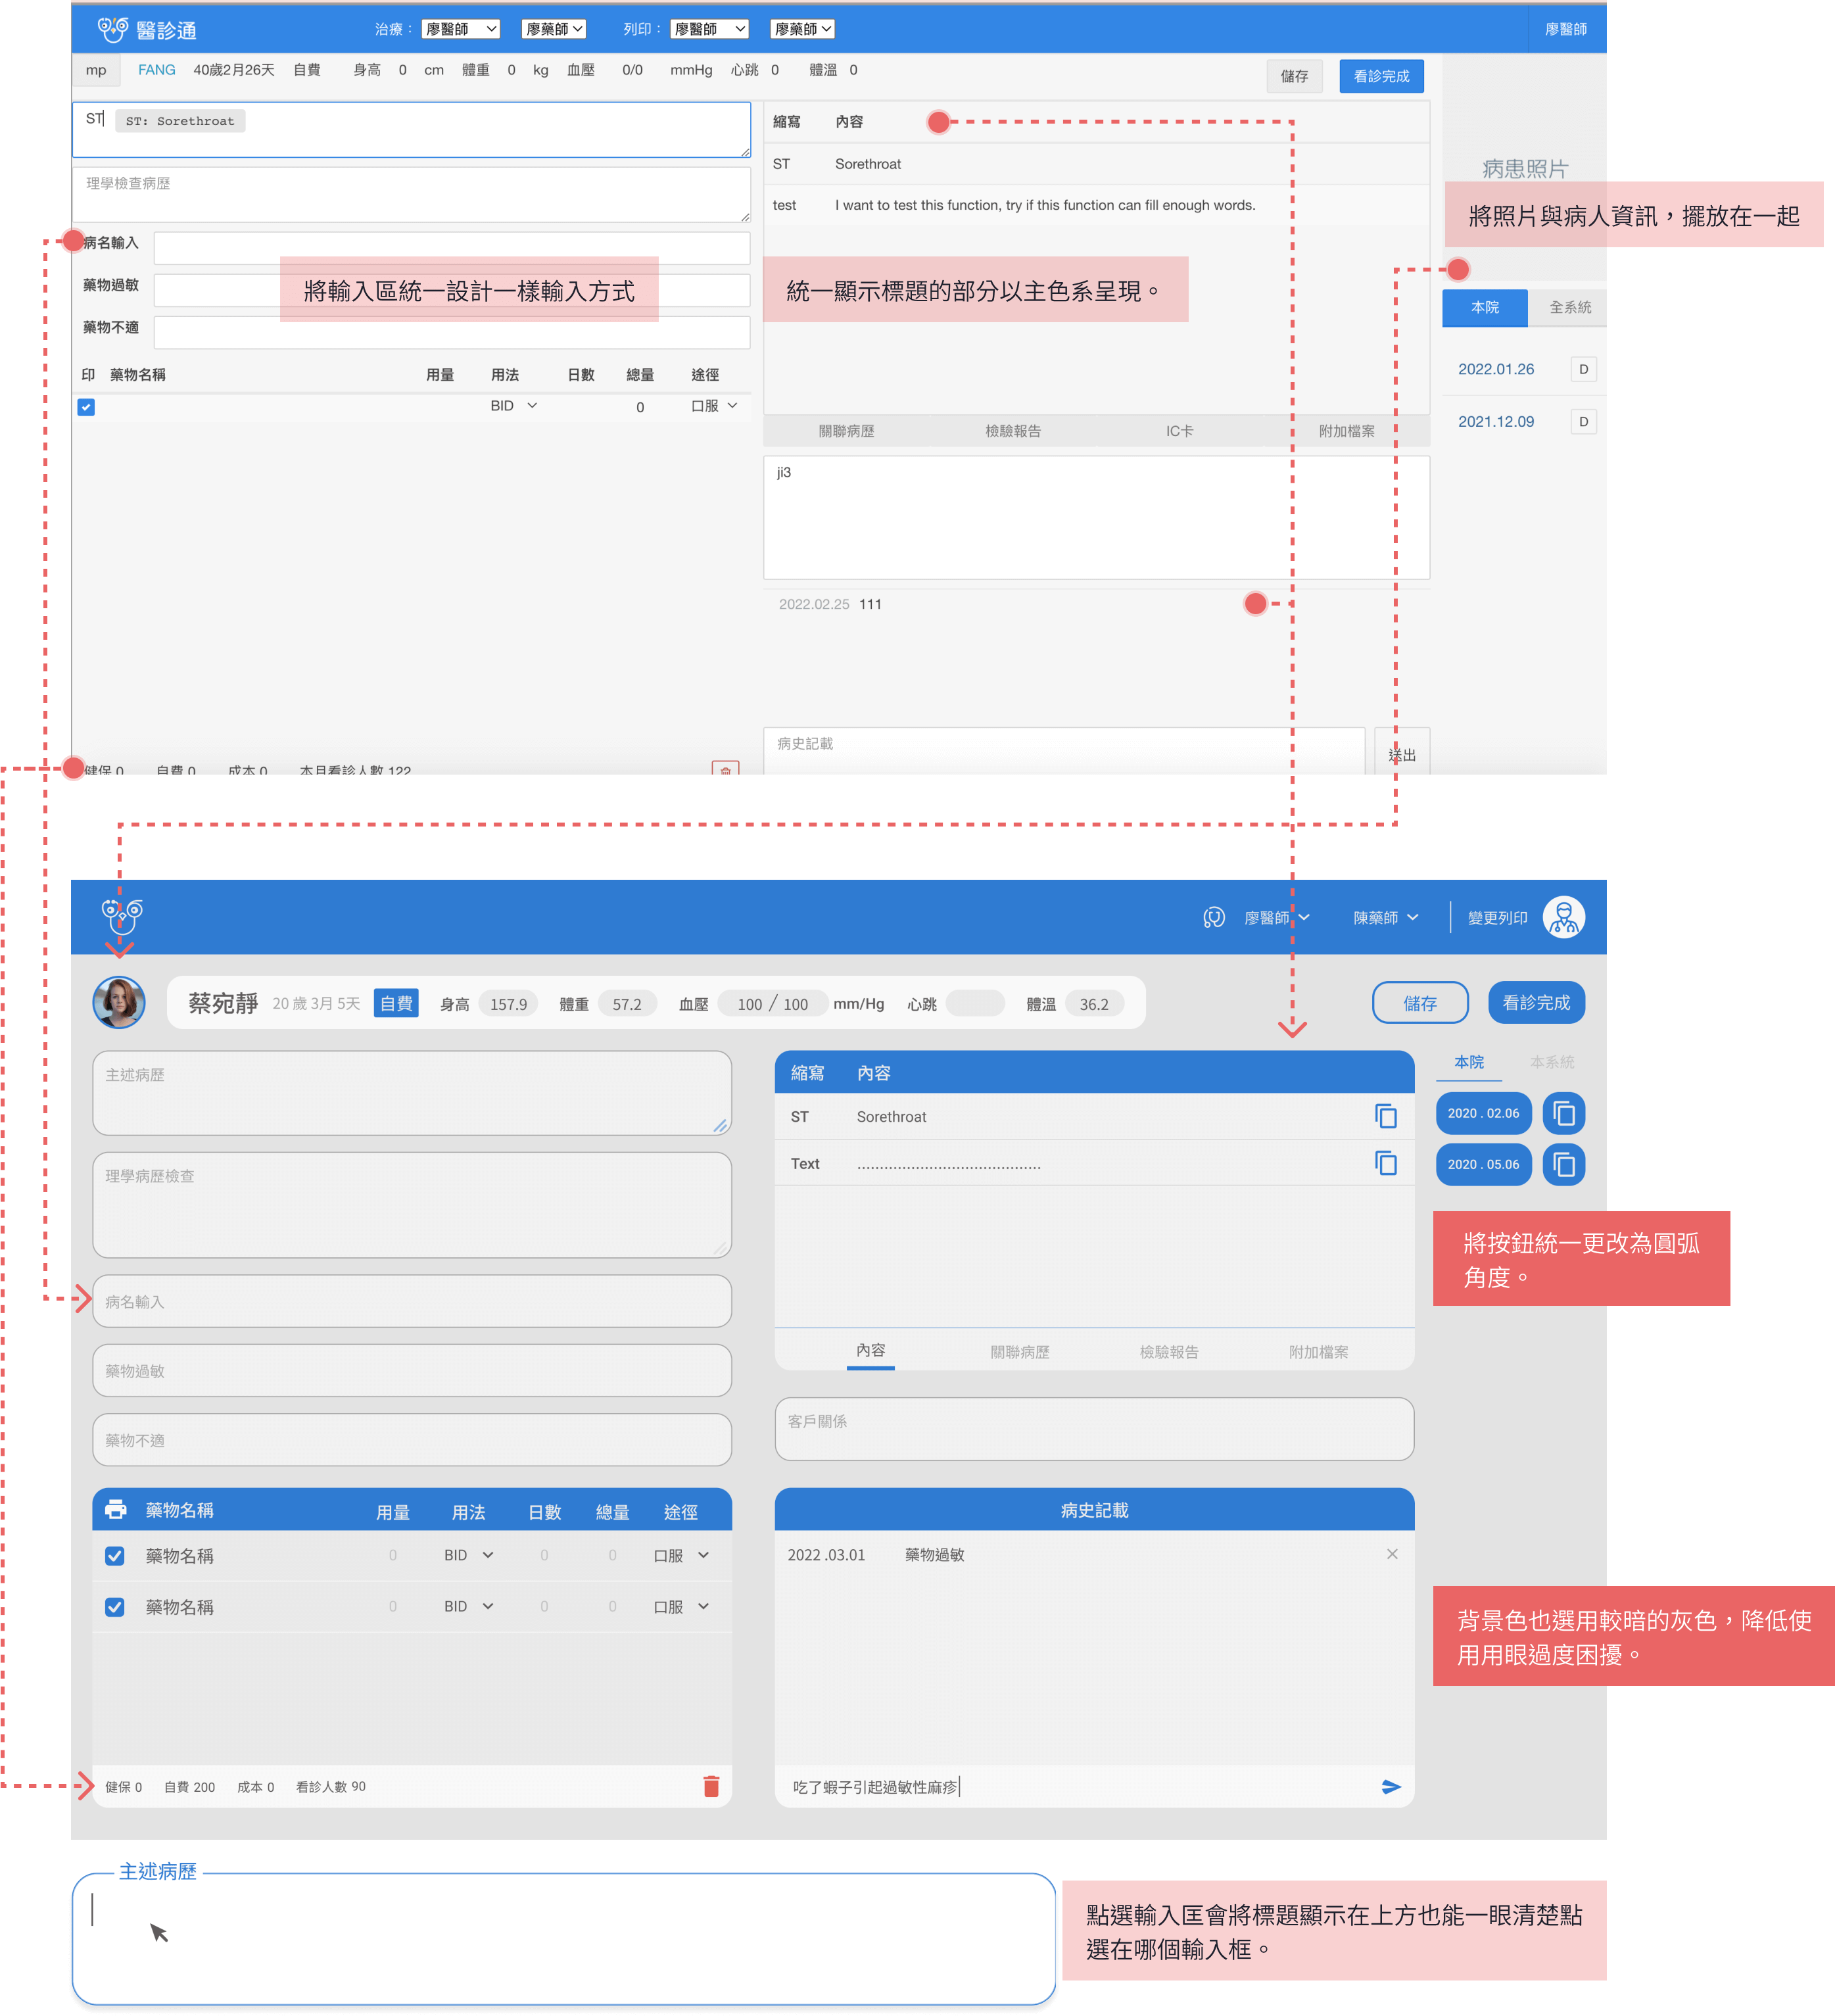 醫診通 治療： 廖醫師 廖藥師 列印： 廖醫師 廖藥師 廖醫師
mp FANG 40歲2月26天 自費 身高 0 cm 體重 0 kg 血壓 0/0 mmHg 心跳 0 體溫 0 儲存 看診完成
ST ST: Sorethroat
理學檢查病歷
病名輸入
藥物過敏
藥物不適
將輸入區統一設計一樣輸入方式
印 藥物名稱 用量 用法 日數 總量 途徑
BID 0 口服
健保 0 自費 0 成本 0 本月看診人數 122
縮寫 內容
ST Sorethroat
test I want to test this function, try if this function can fill enough words.
統一顯示標題的部分以主色系呈現。
關聯病歷 檢驗報告 IC卡 附加檔案
ji3
2022.02.25 111
病史記載 送出
病患照片
將照片與病人資訊，擺放在一起
本院 全系統
2022.01.26 D
2021.12.09 D
廖醫師 陳藥師 變更列印
蔡宛靜 20 歲 3月 5天 自費 身高 157.9 體重 57.2 血壓 100 / 100 mm/Hg 心跳 體溫 36.2 儲存 看診完成
主述病歷
理學病歷檢查
病名輸入
藥物過敏
藥物不適
藥物名稱 用量 用法 日數 總量 途徑
藥物名稱 0 BID 0 0 口服
藥物名稱 0 BID 0 0 口服
健保 0 自費 200 成本 0 看診人數 90
縮寫 內容
ST Sorethroat
Text .........................................
內容 關聯病歷 檢驗報告 附加檔案
客戶關係
病史記載
2022 .03.01 藥物過敏
吃了蝦子引起過敏性麻疹
本院 本系統
2020 . 02.06
2020 . 05.06
將按鈕統一更改為圓弧
角度。
背景色也選用較暗的灰色，降低使
用用眼過度困擾。
主述病歷
點選輸入匡會將標題顯示在上方也能一眼清楚點
選在哪個輸入框。